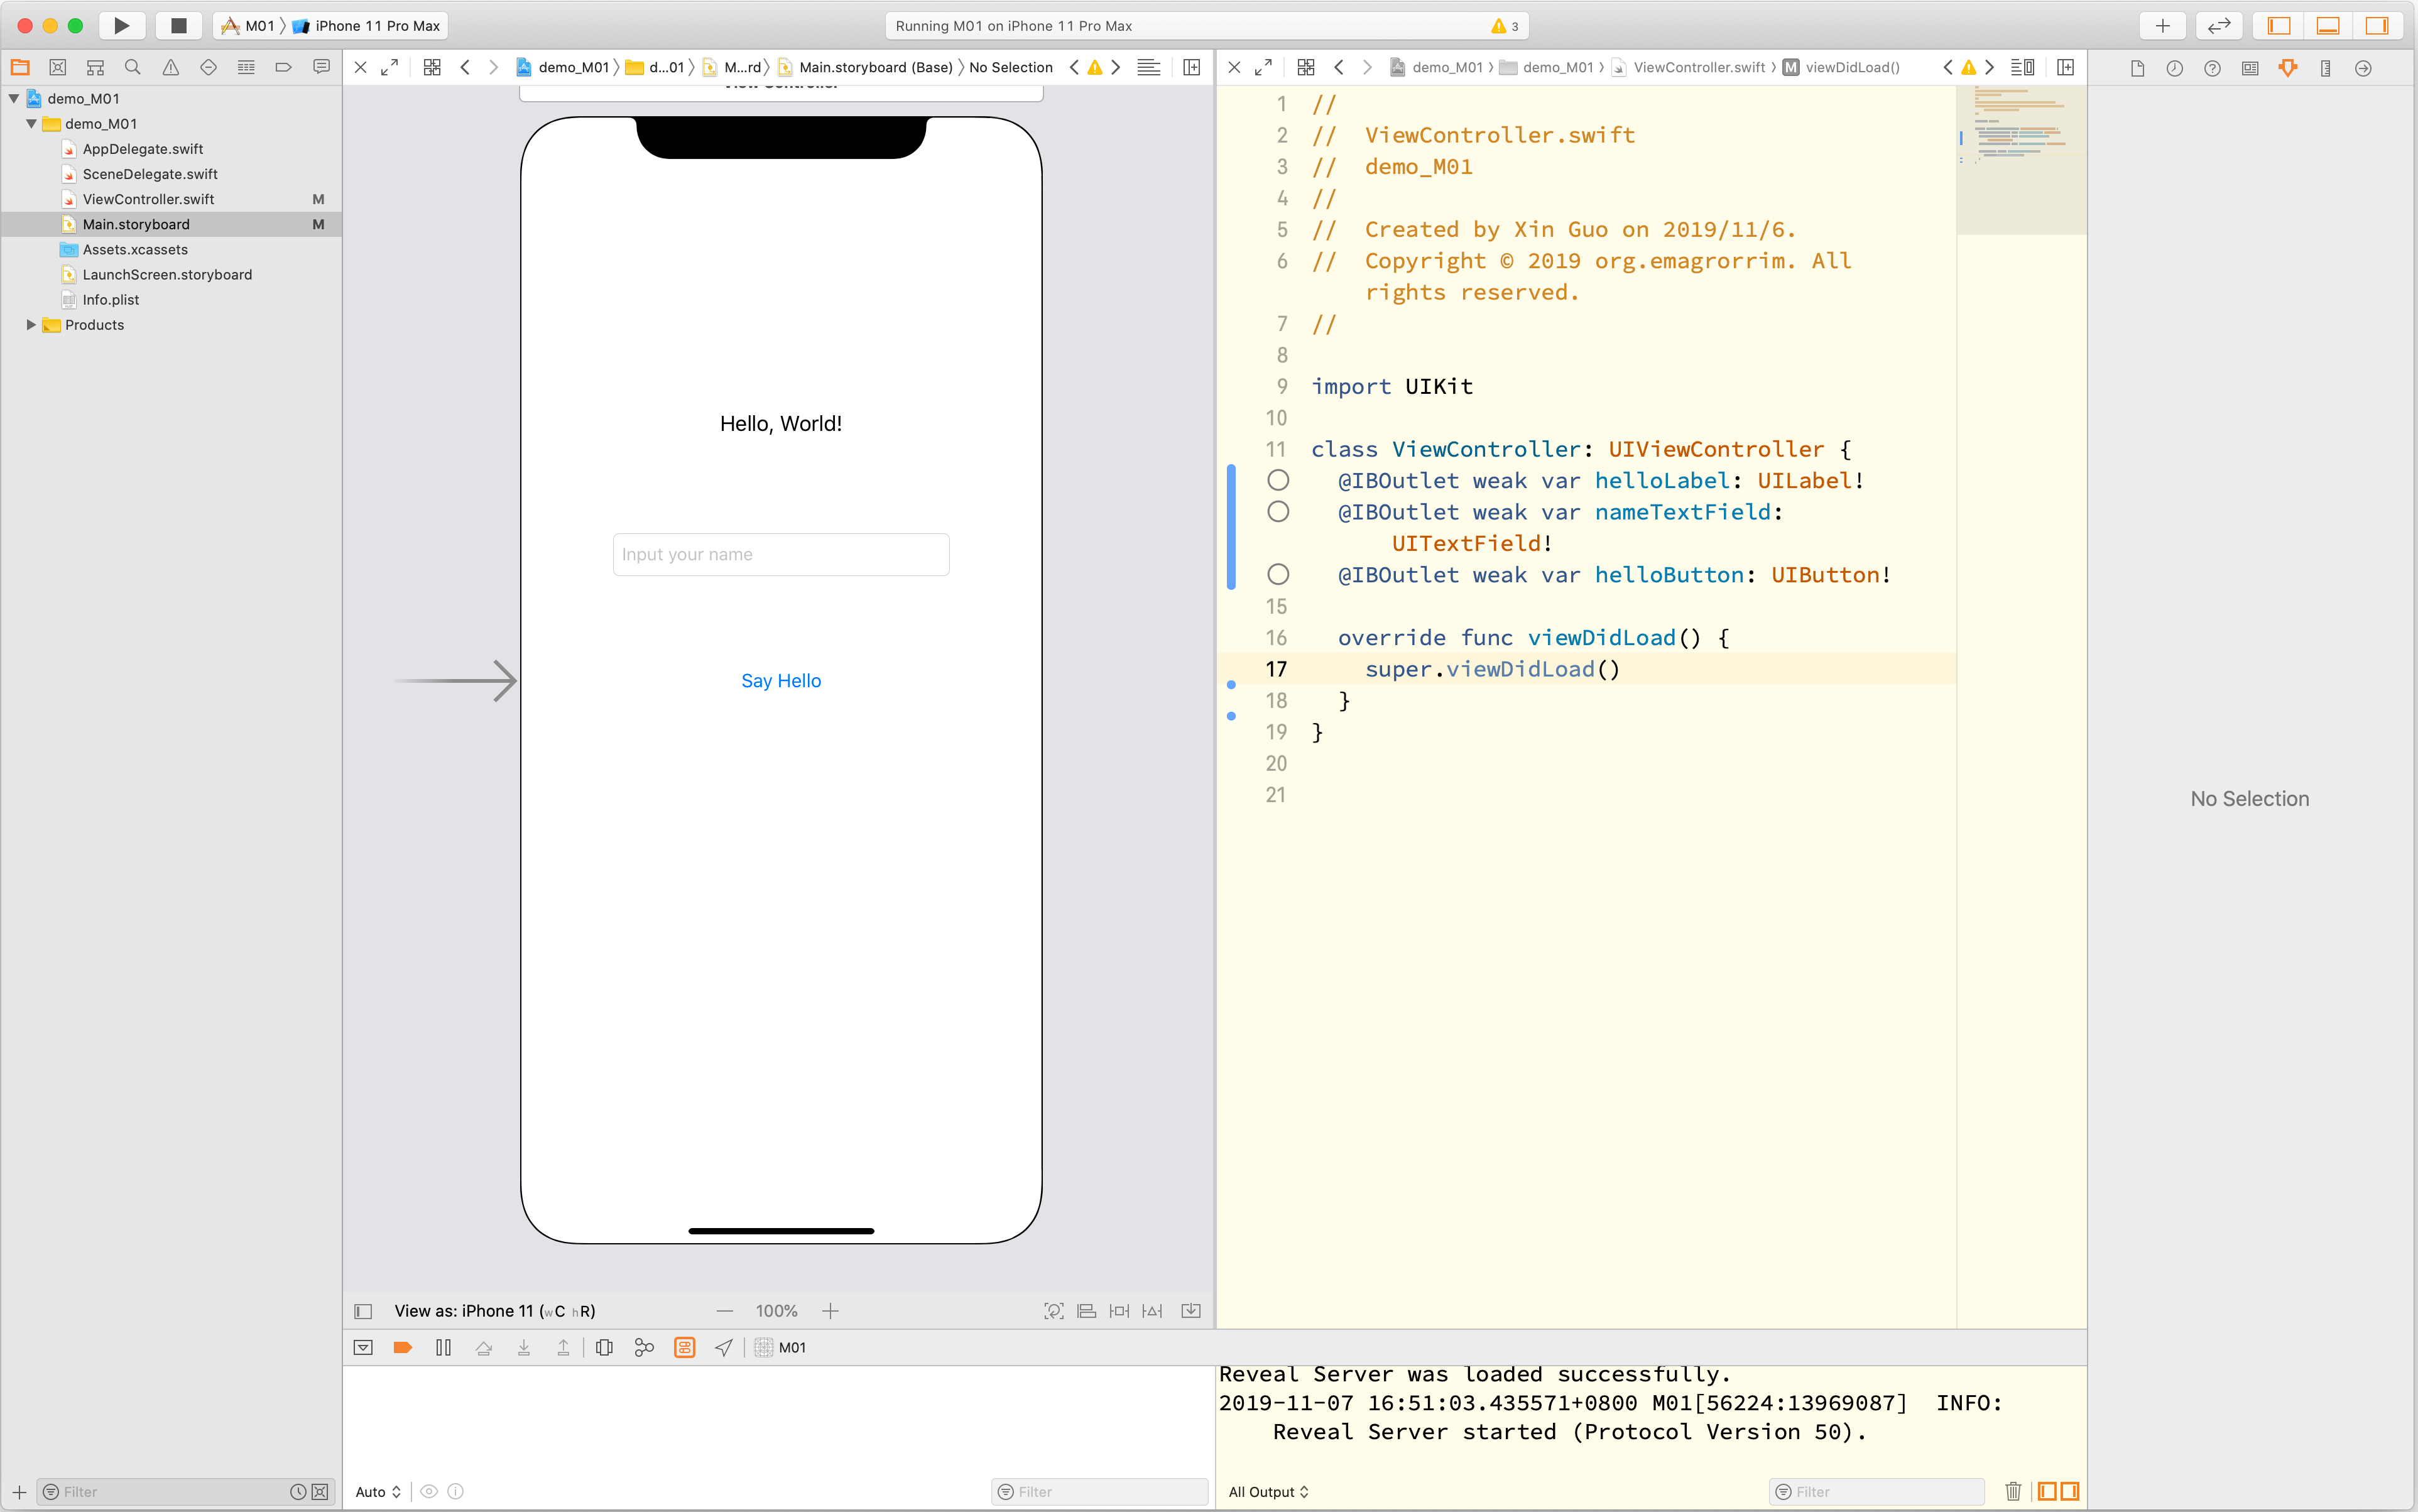 M01 〉 iPhone 11 Pro Max
Running M01 on iPhone 11 Pro Max
3
demo_M01
demo_M01
AppDelegate.swift
SceneDelegate.swift
ViewController.swift M
Main.storyboard M
Assets.xcassets
LaunchScreen.storyboard
Info.plist
Products
Filter
demo_M01 〉 d...01 〉 M...rd 〉 Main.storyboard (Base) 〉 No Selection
View Controller
Hello, World!
Input your name
Say Hello
View as: iPhone 11 (wC hR)
100%
demo_M01 〉 demo_M01 〉 ViewController.swift 〉 M viewDidLoad()
1 //
2 //  ViewController.swift
3 //  demo_M01
4 //
5 //  Created by Xin Guo on 2019/11/6.
6 //  Copyright © 2019 org.emagrorrim. All
rights reserved.
7 //
8
9 import UIKit
10
11 class ViewController: UIViewController {
@IBOutlet weak var helloLabel: UILabel!
@IBOutlet weak var nameTextField:
UITextField!
@IBOutlet weak var helloButton: UIButton!
15
16 override func viewDidLoad() {
17 super.viewDidLoad()
18 }
19 }
20
21
No Selection
M01
Auto
Filter
Reveal Server was loaded successfully.
2019-11-07 16:51:03.435571+0800 M01[56224:13969087]  INFO:
Reveal Server started (Protocol Version 50).
All Output
Filter